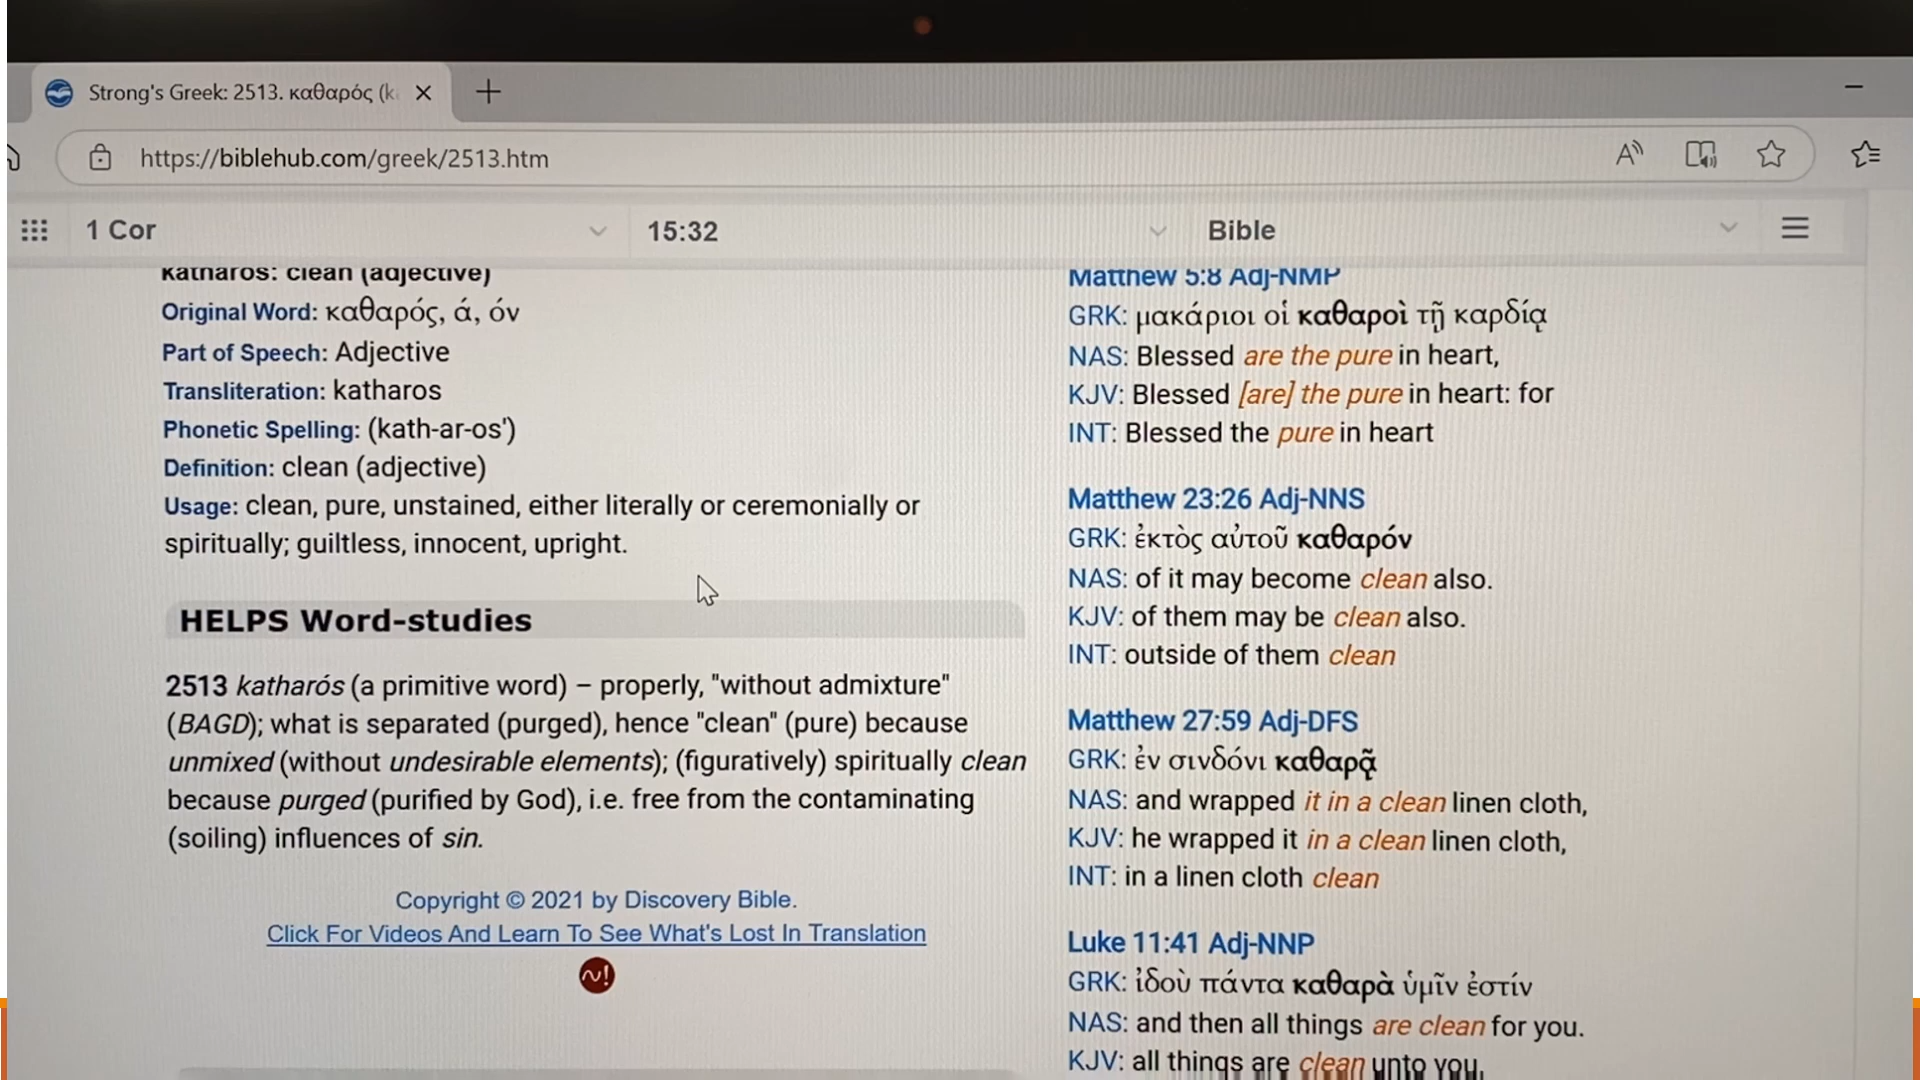 Strong's Greek: 2513. καθαρός (k
https://biblehub.com/greek/2513.htm
1 Cor
15:32
Bible
katharos: clean (adjective)
Original Word: καθαρός, ά, όν
Part of Speech: Adjective
Transliteration: katharos
Phonetic Spelling: (kath-ar-os')
Definition: clean (adjective)
Usage: clean, pure, unstained, either literally or ceremonially or
spiritually; guiltless, innocent, upright.
HELPS Word-studies
2513 katharós (a primitive word) – properly, "without admixture"
(BAGD); what is separated (purged), hence "clean" (pure) because
unmixed (without undesirable elements); (figuratively) spiritually clean
because purged (purified by God), i.e. free from the contaminating
(soiling) influences of sin.
Copyright © 2021 by Discovery Bible.
Click For Videos And Learn To See What's Lost In Translation
Matthew 5:8 Adj-NMP
GRK: μακάριοι οἱ καθαροὶ τῇ καρδίᾳ
NAS: Blessed are the pure in heart,
KJV: Blessed [are] the pure in heart: for
INT: Blessed the pure in heart
Matthew 23:26 Adj-NNS
GRK: ἐκτὸς αὐτοῦ καθαρόν
NAS: of it may become clean also.
KJV: of them may be clean also.
INT: outside of them clean
Matthew 27:59 Adj-DFS
GRK: ἐν σινδόνι καθαρᾷ
NAS: and wrapped it in a clean linen cloth,
KJV: he wrapped it in a clean linen cloth,
INT: in a linen cloth clean
Luke 11:41 Adj-NNP
GRK: ἰδοὺ πάντα καθαρὰ ὑμῖν ἐστίν
NAS: and then all things are clean for you.
KJV: all things are clean unto you.